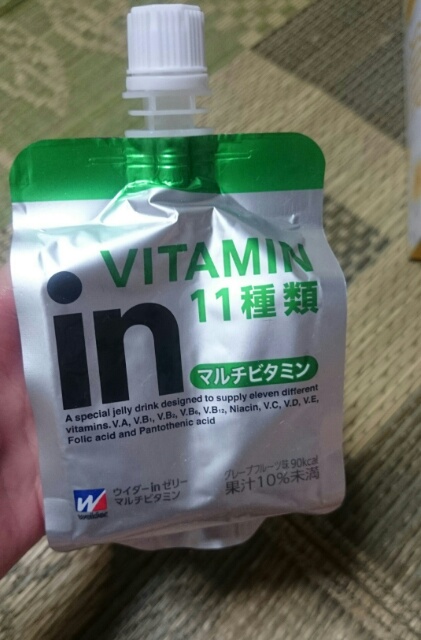 VITAMIN
in
11種類
マルチビタミン
A special jelly drink designed to supply eleven different
vitamins. V.A, V.B₁, V.B₂, V.B₆, V.B₁₂, Niacin, V.C, V.D, V.E,
Folic acid and Pantothenic acid
W
Weider
ウイダーinゼリー
マルチビタミン
グレープフルーツ味 90kcal
果汁10%未満